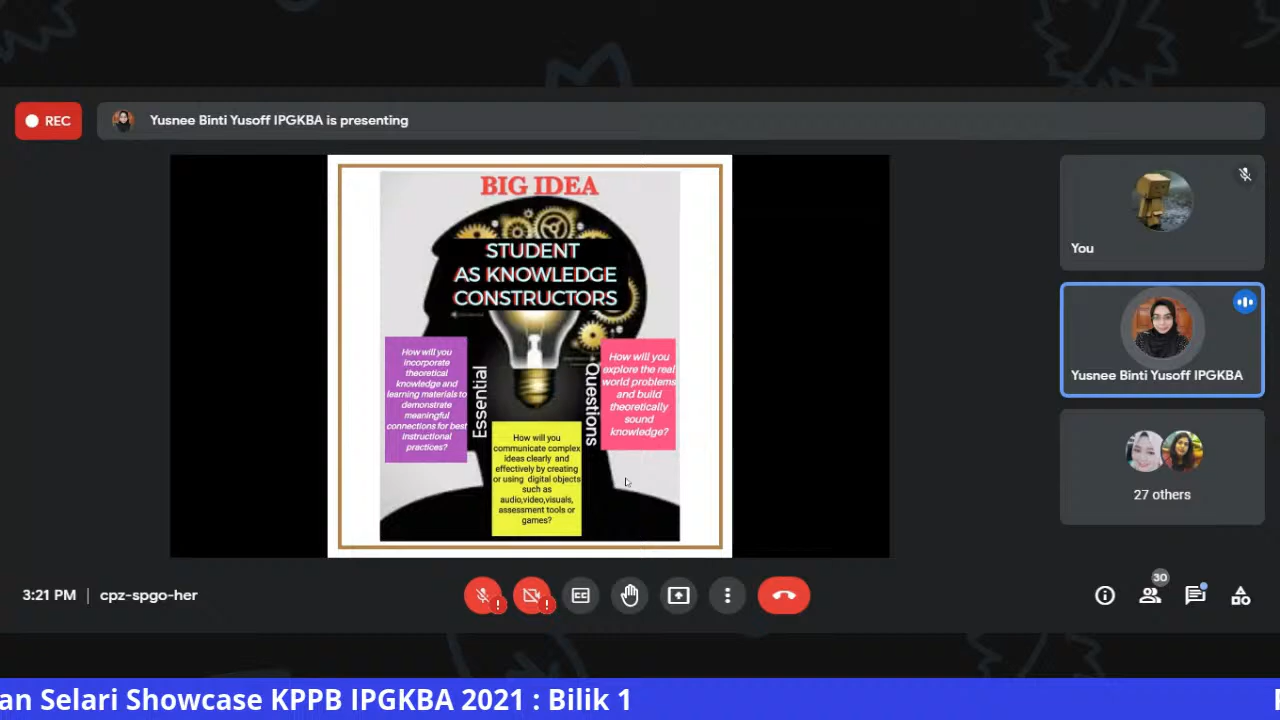 REC
Yusnee Binti Yusoff IPGKBA is presenting
BIG IDEA
STUDENT
AS KNOWLEDGE
CONSTRUCTORS
How will you
incorporate
theoretical
knowledge and
learning materials to
demonstrate
meaningful
connections for best
instructional
practices?
Essential
Questions
How will you
explore the real
world problems
and build
theoretically
sound
knowledge?
How will you
communicate complex
ideas clearly and
effectively by creating
or using digital objects
such as
audio,video,visuals,
assessment tools or
games?
You
Yusnee Binti Yusoff IPGKBA
27 others
3:21 PM | cpz-spgo-her
30
an Selari Showcase KPPB IPGKBA 2021 : Bilik 1